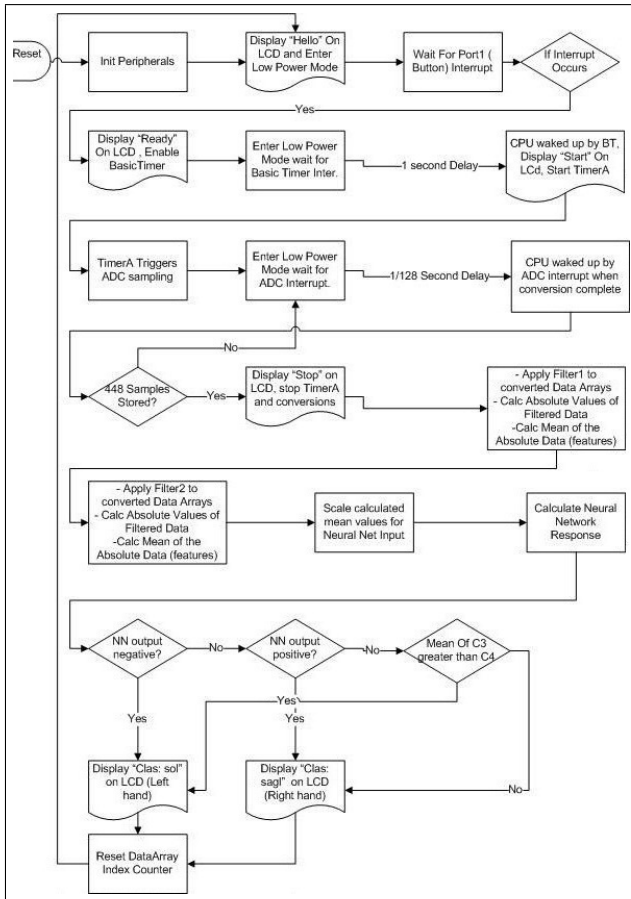 Reset
Init Peripherals
Display “Hello” On
LCD and Enter
Low Power Mode
Wait For Port1 (
Button) Interrupt
If Interrupt
Occurs
Yes
Display “Ready”
On LCD , Enable
BasicTimer
Enter Low Power
Mode wait for
Basic Timer Inter.
1 second Delay
CPU waked up by BT,
Display “Start” On
LCd, Start TimerA
TimerA Triggers
ADC sampling
Enter Low Power
Mode wait for
ADC Interrupt.
1/128 Second Delay
CPU waked up by
ADC interrupt when
conversion complete
No
448 Samples
Stored?
Yes
Display “Stop” on
LCD, stop TimerA
and conversions
- Apply Filter1 to
converted Data Arrays
- Calc Absolute Values of
Filtered Data
-Calc Mean of the
Absolute Data (features)
- Apply Filter2 to
converted Data Arrays
- Calc Absolute Values of
Filtered Data
-Calc Mean of the
Absolute Data (features)
Scale calculated
mean values for
Neural Net Input
Calculate Neural
Network
Response
NN output
negative?
No
NN output
positive?
No
Mean Of C3
greater than C4
Yes
Yes
Yes
Display “Clas: sol”
on LCD (Left
hand)
Display “Clas:
sagl” on LCD
(Right hand)
No
Reset DataArray
Index Counter